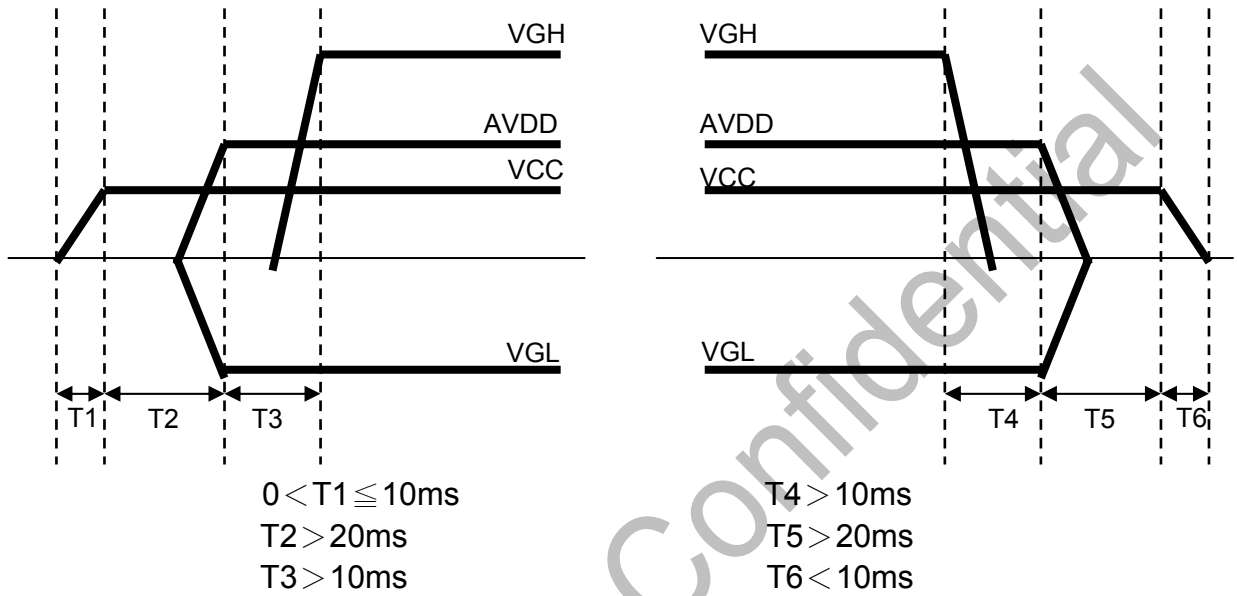 VGH
AVDD
VCC
VGL
T1 T2 T3
0＜T1≦10ms
T2＞20ms
T3＞10ms
VGH
AVDD
VCC
VGL
T4 T5 T6
T4＞10ms
T5＞20ms
T6＜10ms
Confidential